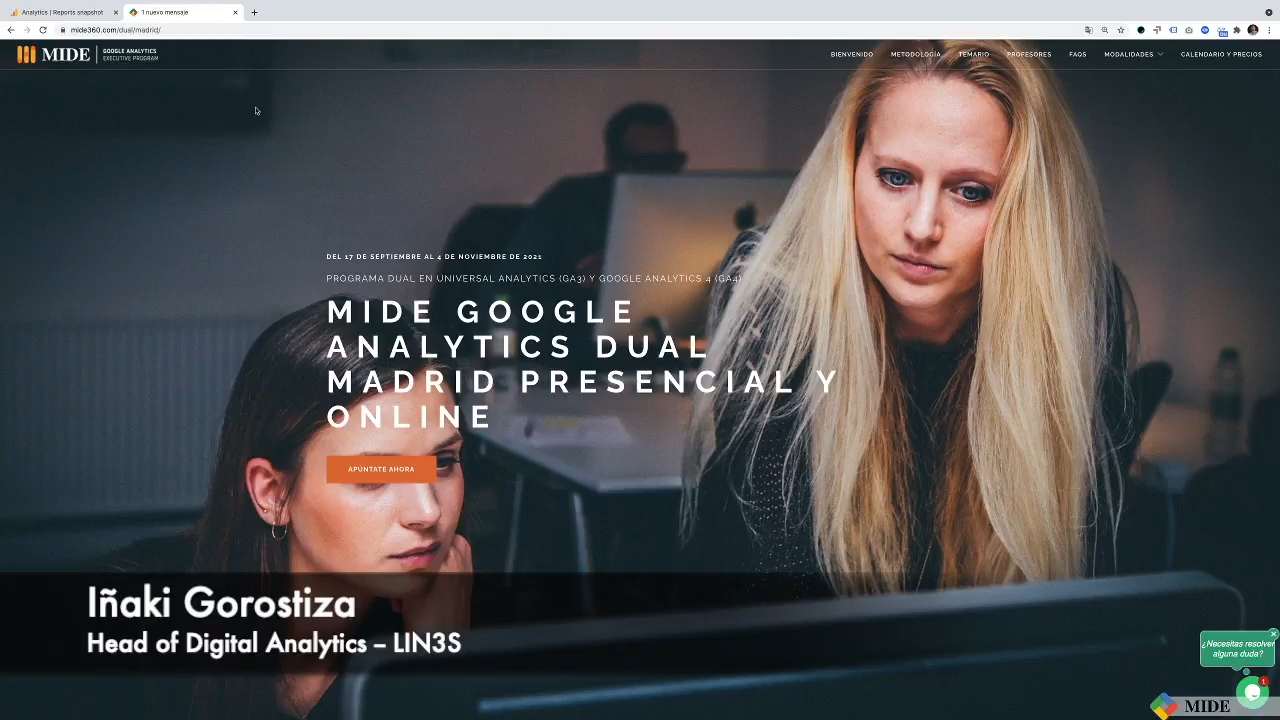 Analytics | Reports snapshot
1 nuevo mensaje
mide360.com/dual/madrid/
MIDE
GOOGLE ANALYTICS
EXECUTIVE PROGRAM
BIENVENIDO
METODOLOGÍA
TEMARIO
PROFESORES
FAQS
MODALIDADES
CALENDARIO Y PRECIOS
DEL 17 DE SEPTIEMBRE AL 4 DE NOVIEMBRE DE 2021
PROGRAMA DUAL EN UNIVERSAL ANALYTICS (GA3) Y GOOGLE ANALYTICS 4 (GA4)
MIDE GOOGLE
ANALYTICS DUAL
MADRID PRESENCIAL Y
ONLINE
APÚNTATE AHORA
Iñaki Gorostiza
Head of Digital Analytics – LIN3S
¿Necesitas resolver
alguna duda?
1
MIDE